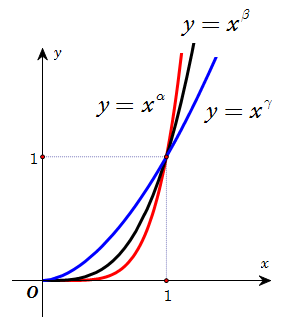 y = x^β
y
y = x^α
y = x^γ
1
x
O
1